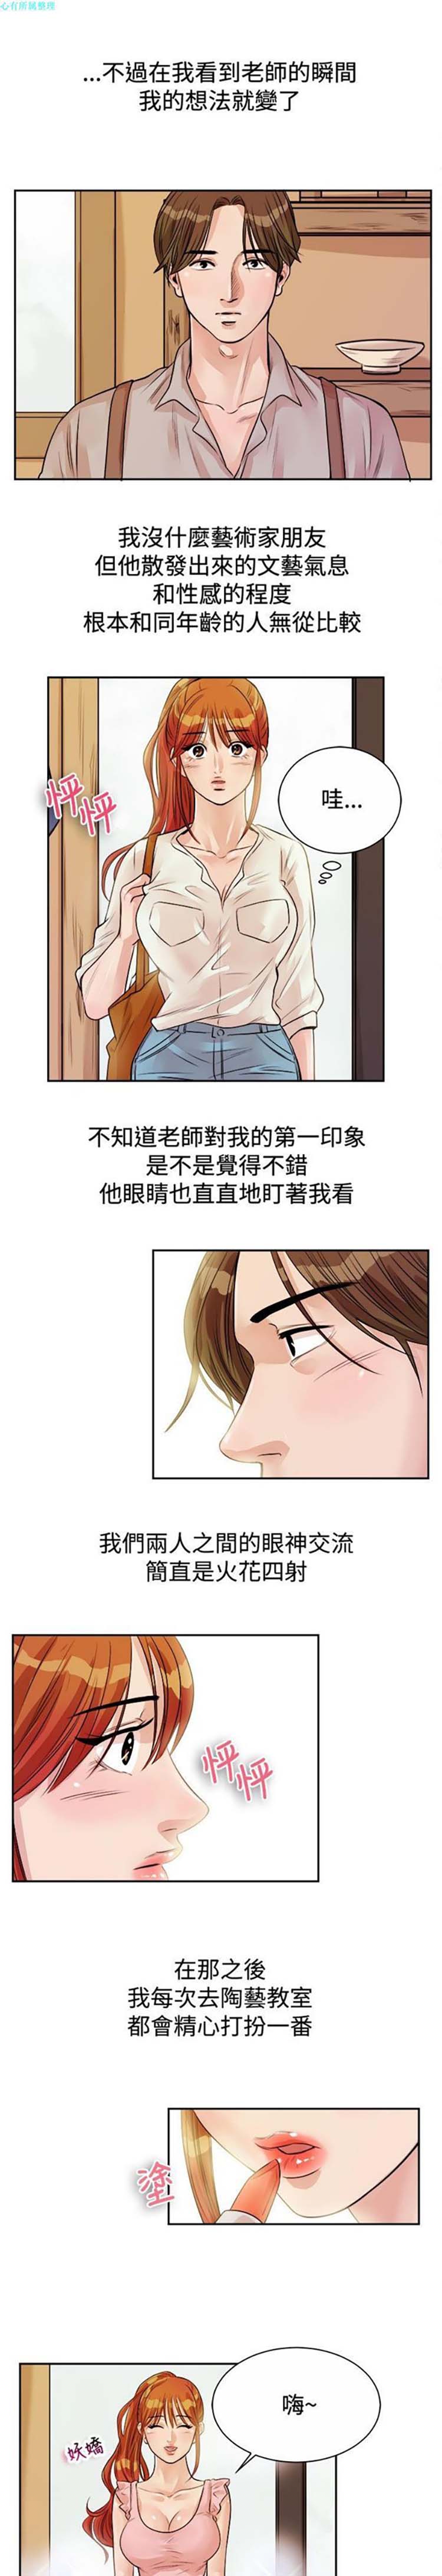 心有所属整理
...不過在我看到老師的瞬間
我的想法就變了
我沒什麼藝術家朋友
但他散發出來的文藝氣息
和性感的程度
根本和同年齡的人無從比較
怦怦
哇...
不知道老師對我的第一印象
是不是覺得不錯
他眼睛也直直地盯著我看
我們兩人之間的眼神交流
簡直是火花四射
怦怦
在那之後
我每次去陶藝教室
都會精心打扮一番
塗
嗨~
妖嬌